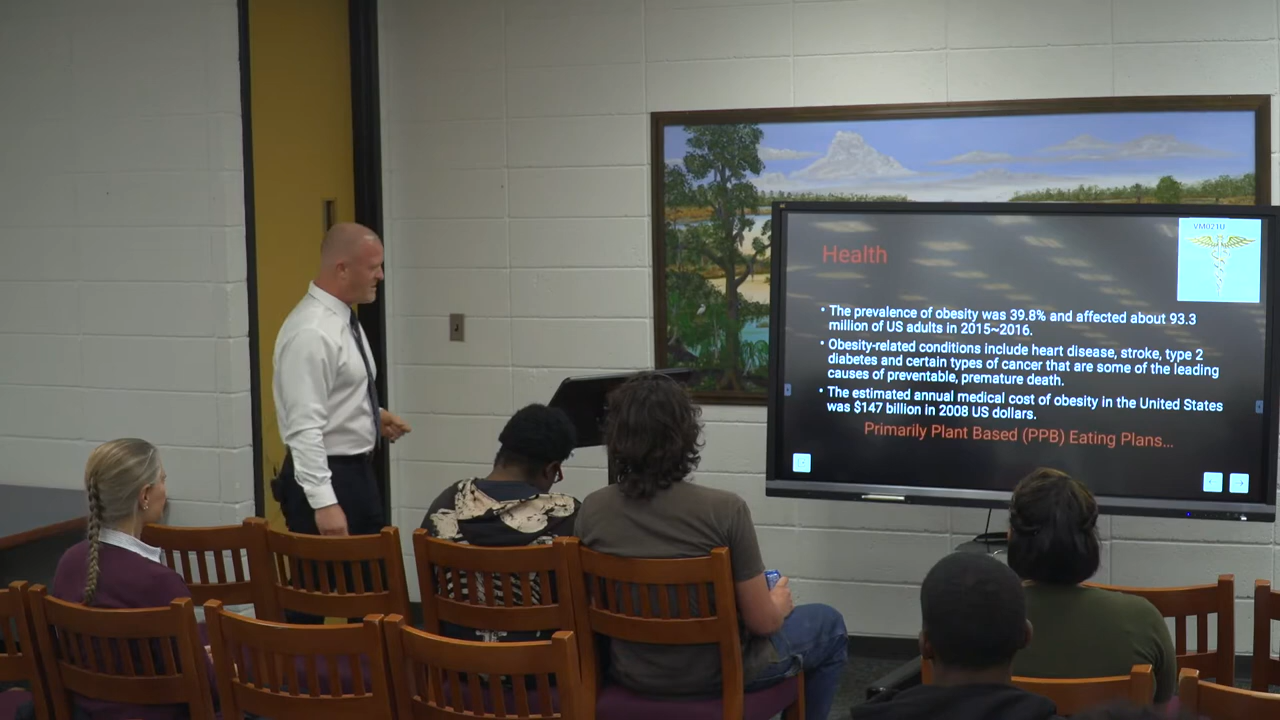 VM021U
Health
• The prevalence of obesity was 39.8% and affected about 93.3
million of US adults in 2015~2016.
• Obesity-related conditions include heart disease, stroke, type 2
diabetes and certain types of cancer that are some of the leading
causes of preventable, premature death.
• The estimated annual medical cost of obesity in the United States
was $147 billion in 2008 US dollars.
Primarily Plant Based (PPB) Eating Plans...